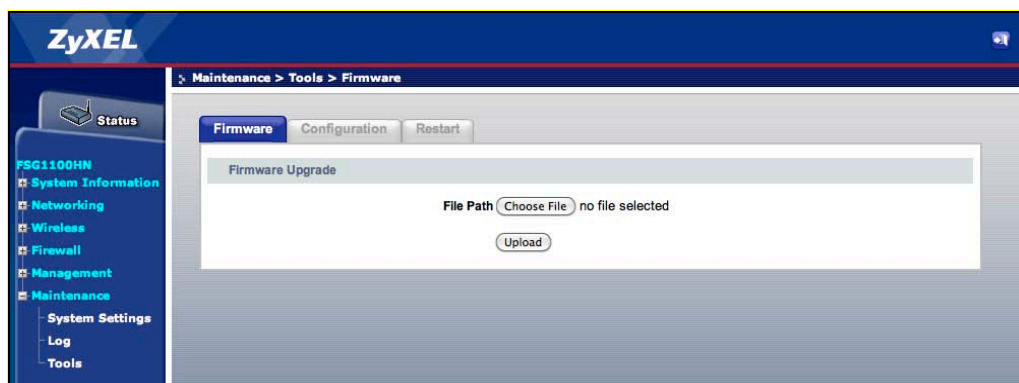 ZyXEL
Maintenance > Tools > Firmware
Status
Firmware
Configuration
Restart
FSG1100HN
System Information
Networking
Wireless
Firewall
Management
Maintenance
System Settings
Log
Tools
Firmware Upgrade
File Path Choose File no file selected
Upload